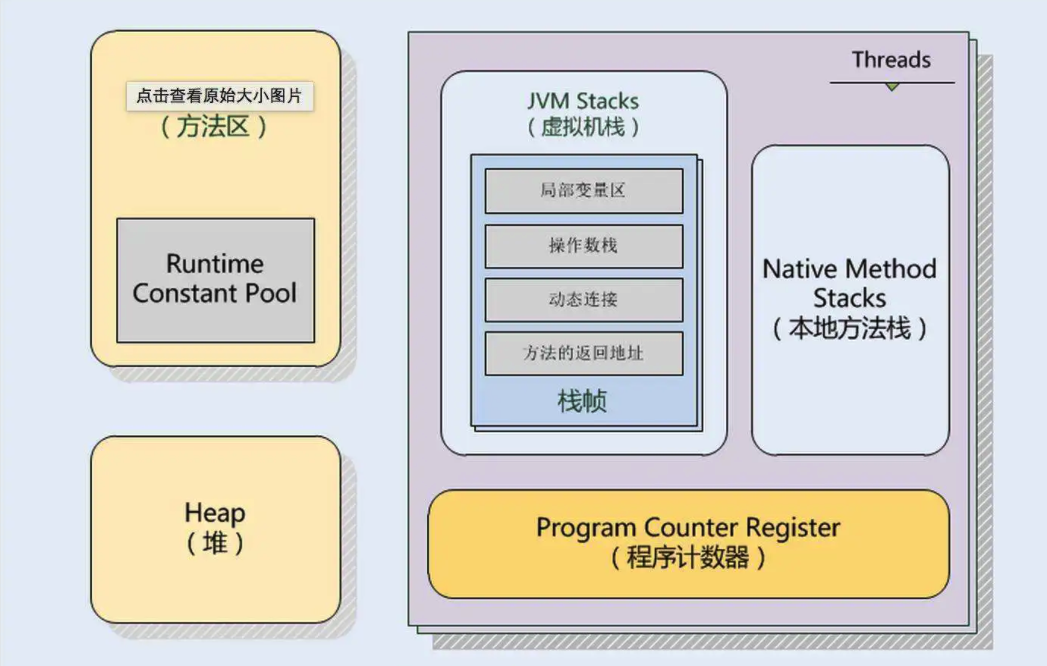 点击查看原始大小图片
（方法区）
Runtime
Constant Pool
Heap
（堆）
Threads
JVM Stacks
（虚拟机栈）
局部变量区
操作数栈
动态连接
方法的返回地址
栈帧
Native Method
Stacks
（本地方法栈）
Program Counter Register
（程序计数器）